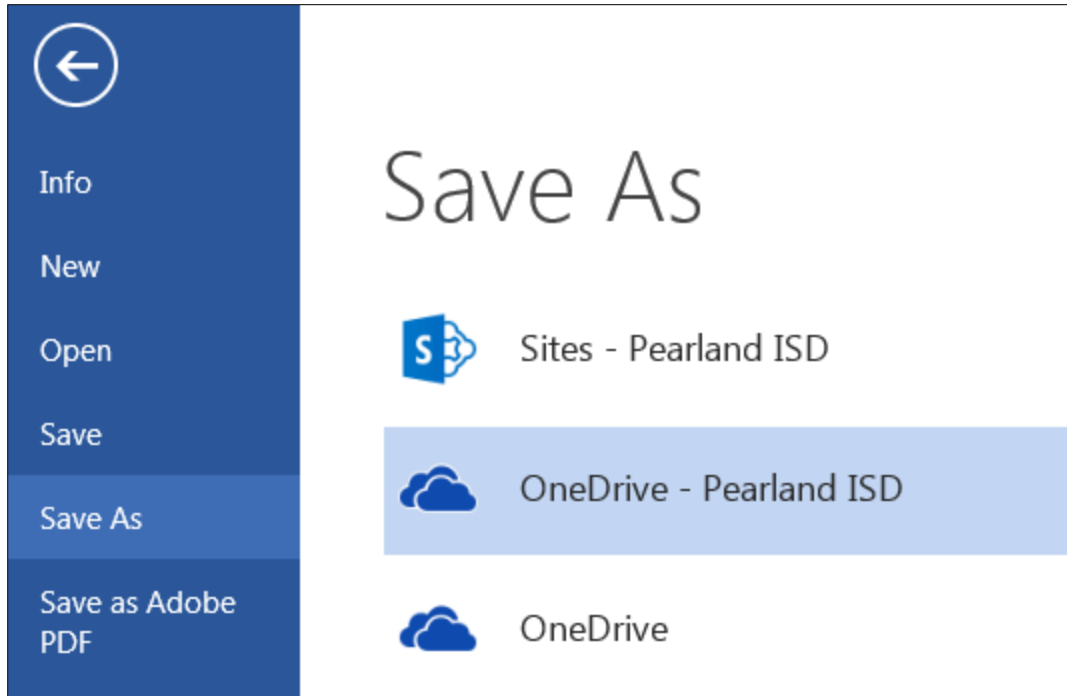 Info
New
Open
Save
Save As
Save as Adobe
PDF
Save As
S
Sites - Pearland ISD
OneDrive - Pearland ISD
OneDrive